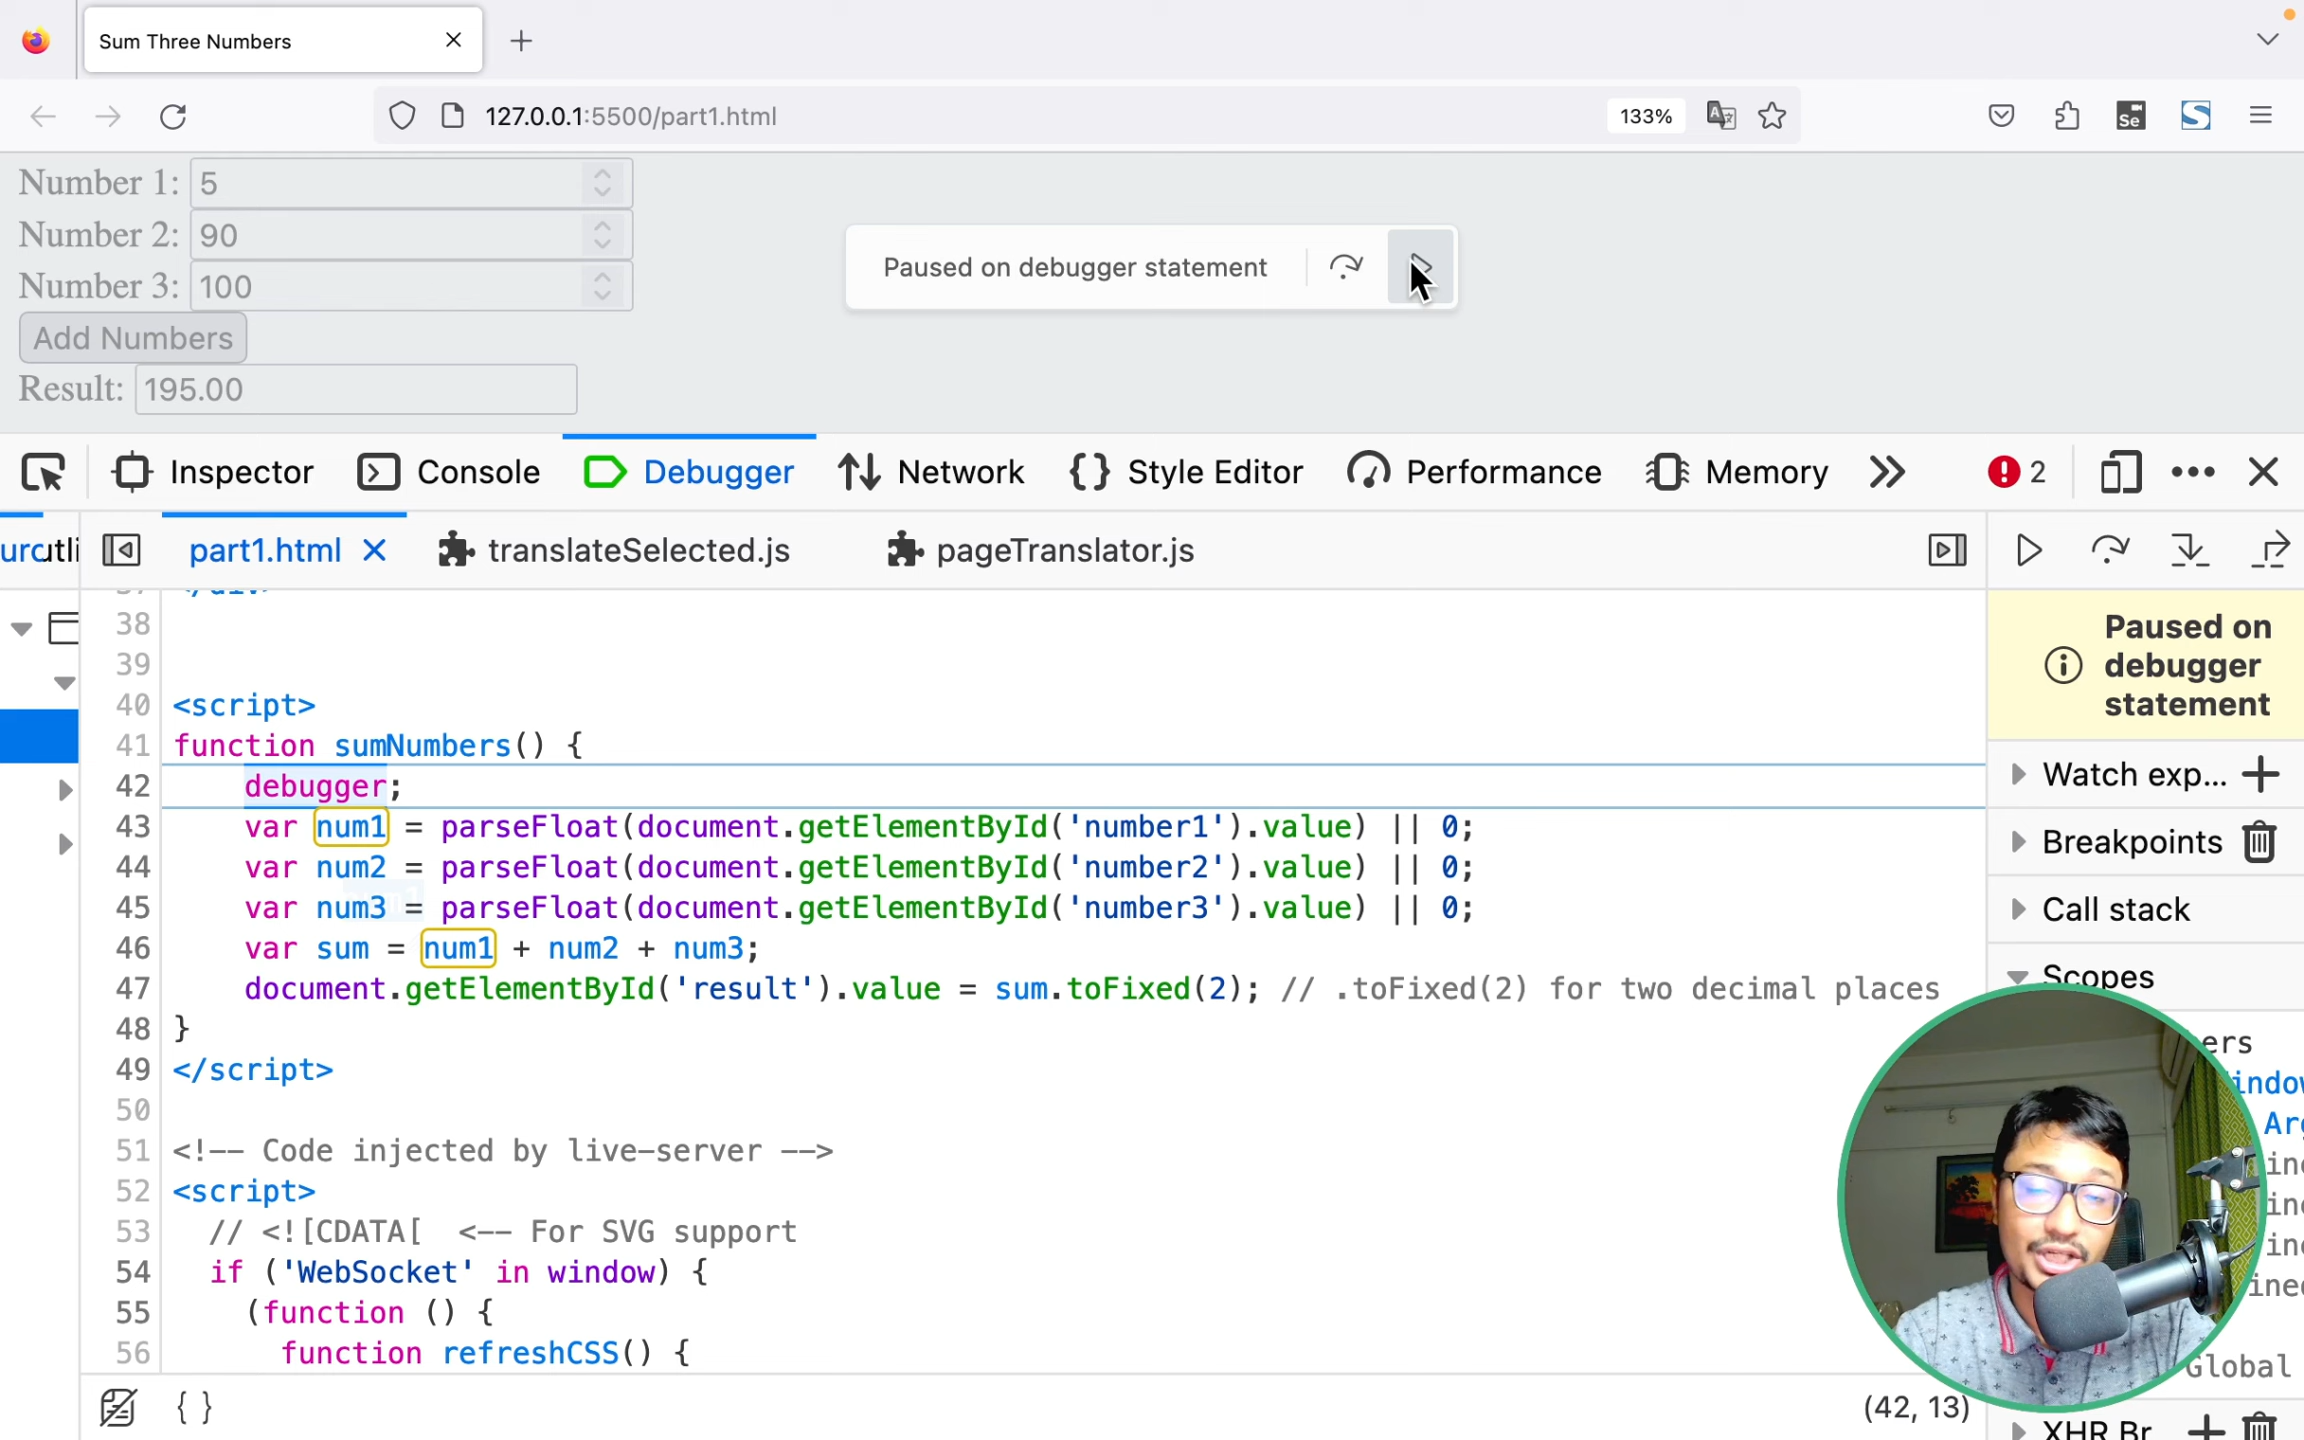 Sum Three Numbers
127.0.0.1:5500/part1.html
133%
Se
S
Number 1: 5
Number 2: 90
Number 3: 100
Add Numbers
Result: 195.00
Paused on debugger statement
Inspector
Console
Debugger
Network
{ } Style Editor
Performance
Memory
2
part1.html
translateSelected.js
pageTranslator.js
38
39
40 <script>
41 function sumNumbers() {
42 debugger;
43 var num1 = parseFloat(document.getElementById('number1').value) || 0;
44 var num2 = parseFloat(document.getElementById('number2').value) || 0;
45 var num3 = parseFloat(document.getElementById('number3').value) || 0;
46 var sum = num1 + num2 + num3;
47 document.getElementById('result').value = sum.toFixed(2); // .toFixed(2) for two decimal places
48 }
49 </script>
50
51 <!-- Code injected by live-server -->
52 <script>
53 // <![CDATA[ <-- For SVG support
54 if ('WebSocket' in window) {
55 (function () {
56 function refreshCSS() {
{ }
(42, 13)
Paused on
debugger
statement
Watch exp...
Breakpoints
Call stack
Scopes
Global
XHR Br